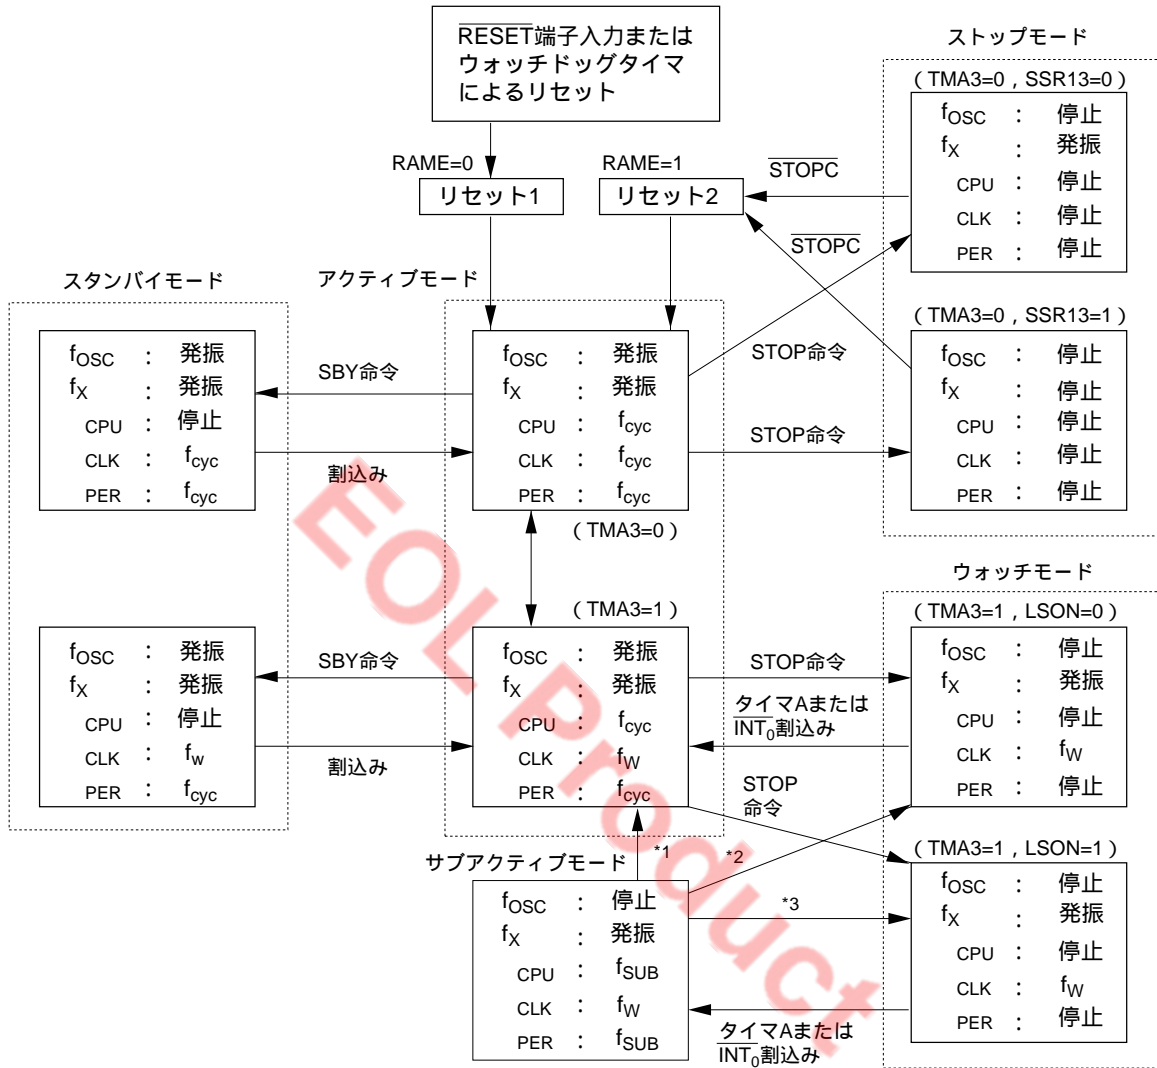 RESET端子入力または
ウォッチドッグタイマ
によるリセット
RAME=0
リセット1
RAME=1
リセット2
STOPC
STOPC
ストップモード
(TMA3=0，SSR13=0)
fOSC : 停止
fX : 発振
CPU : 停止
CLK : 停止
PER : 停止
(TMA3=0，SSR13=1)
fOSC : 停止
fX : 停止
CPU : 停止
CLK : 停止
PER : 停止
スタンバイモード
fOSC : 発振
fX : 発振
CPU : 停止
CLK : fcyc
PER : fcyc
SBY命令
割込み
アクティブモード
fOSC : 発振
fX : 発振
CPU : fcyc
CLK : fcyc
PER : fcyc
(TMA3=0)
STOP命令
STOP命令
fOSC : 発振
fX : 発振
CPU : 停止
CLK : fw
PER : fcyc
SBY命令
割込み
(TMA3=1)
fOSC : 発振
fX : 発振
CPU : fcyc
CLK : fW
PER : fcyc
STOP命令
タイマAまたは
INT0割込み
STOP
命令
ウォッチモード
(TMA3=1，LSON=0)
fOSC : 停止
fX : 発振
CPU : 停止
CLK : fW
PER : 停止
*1
*2
*3
サブアクティブモード
fOSC : 停止
fX : 発振
CPU : fSUB
CLK : fW
PER : fSUB
タイマAまたは
INT0割込み
(TMA3=1，LSON=1)
fOSC : 停止
fX : 発振
CPU : 停止
CLK : fW
PER : 停止
EOL Product